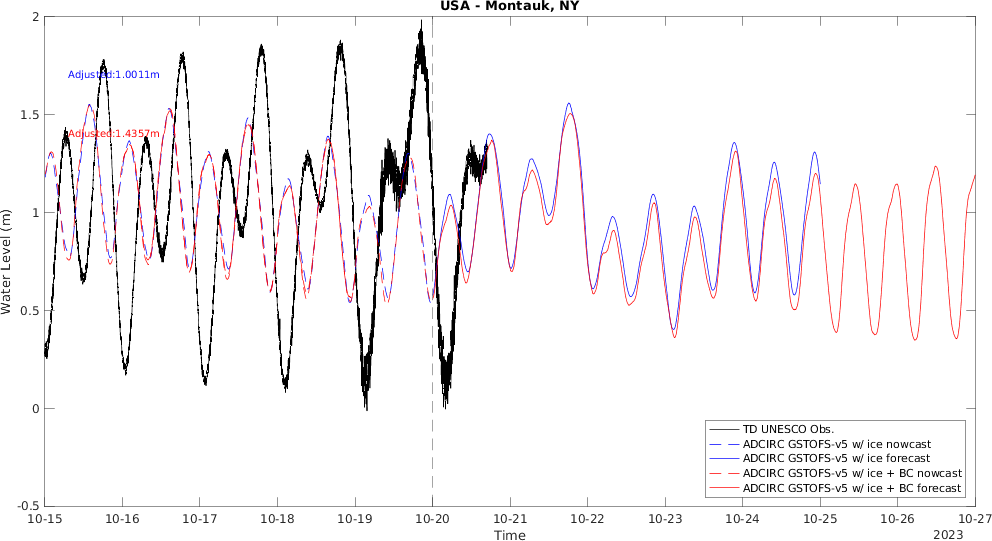 USA - Montauk, NY
Water Level (m)
2
1.5
1
0.5
0
-0.5
Adjusted:1.0011m
Adjusted:1.4357m
TD UNESCO Obs.
ADCIRC GSTOFS-v5 w/ ice nowcast
ADCIRC GSTOFS-v5 w/ ice forecast
ADCIRC GSTOFS-v5 w/ ice + BC nowcast
ADCIRC GSTOFS-v5 w/ ice + BC forecast
10-15 10-16 10-17 10-18 10-19 10-20 10-21 10-22 10-23 10-24 10-25 10-26 10-27
Time
2023